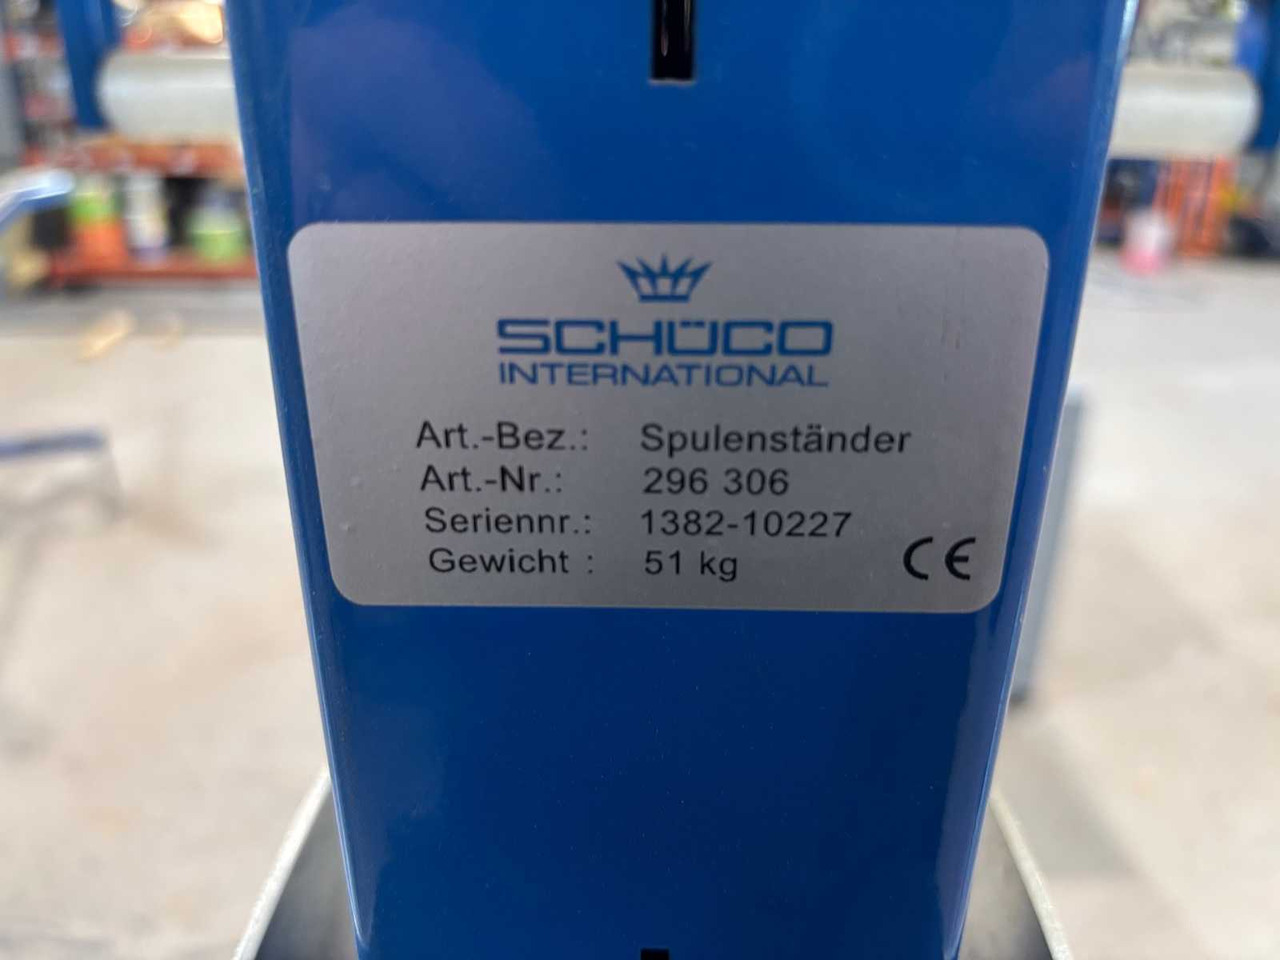 SCHÜCO
INTERNATIONAL
Art.-Bez.: Spulenständer
Art.-Nr.: 296 306
Seriennr.: 1382-10227
Gewicht : 51 kg
CE